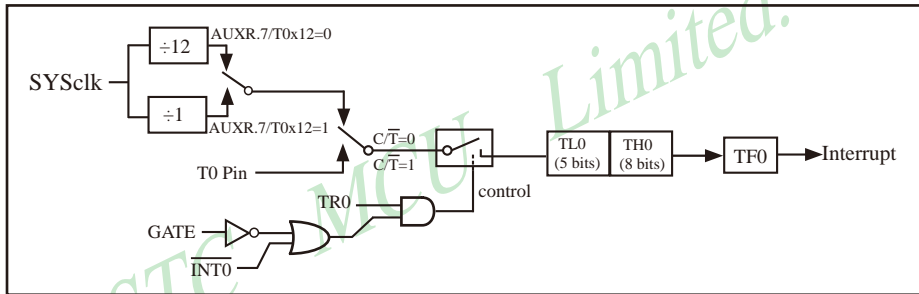 ÷12
AUXR.7/T0x12=0
SYSclk
÷1
AUXR.7/T0x12=1
C/T̅=0
C/T̅=1
T0 Pin
TL0
(5 bits)
TH0
(8 bits)
TF0
Interrupt
control
TR0
GATE
I̅N̅T̅0̅
STC MCU Limited.